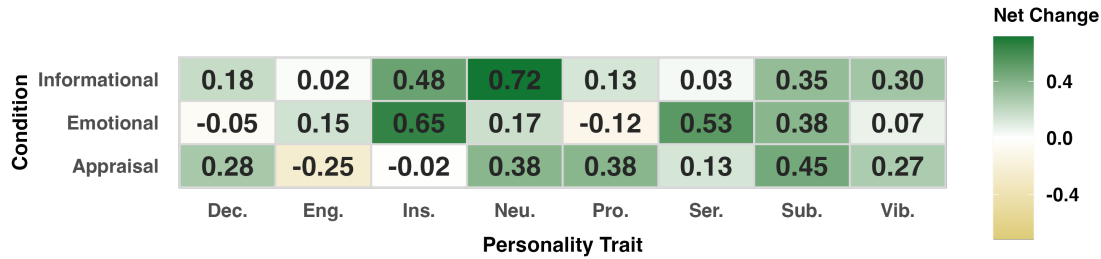 Net Change
0.4
0.0
-0.4
Condition
Informational 0.18 0.02 0.48 0.72 0.13 0.03 0.35 0.30
Emotional -0.05 0.15 0.65 0.17 -0.12 0.53 0.38 0.07
Appraisal 0.28 -0.25 -0.02 0.38 0.38 0.13 0.45 0.27
Dec. Eng. Ins. Neu. Pro. Ser. Sub. Vib.
Personality Trait